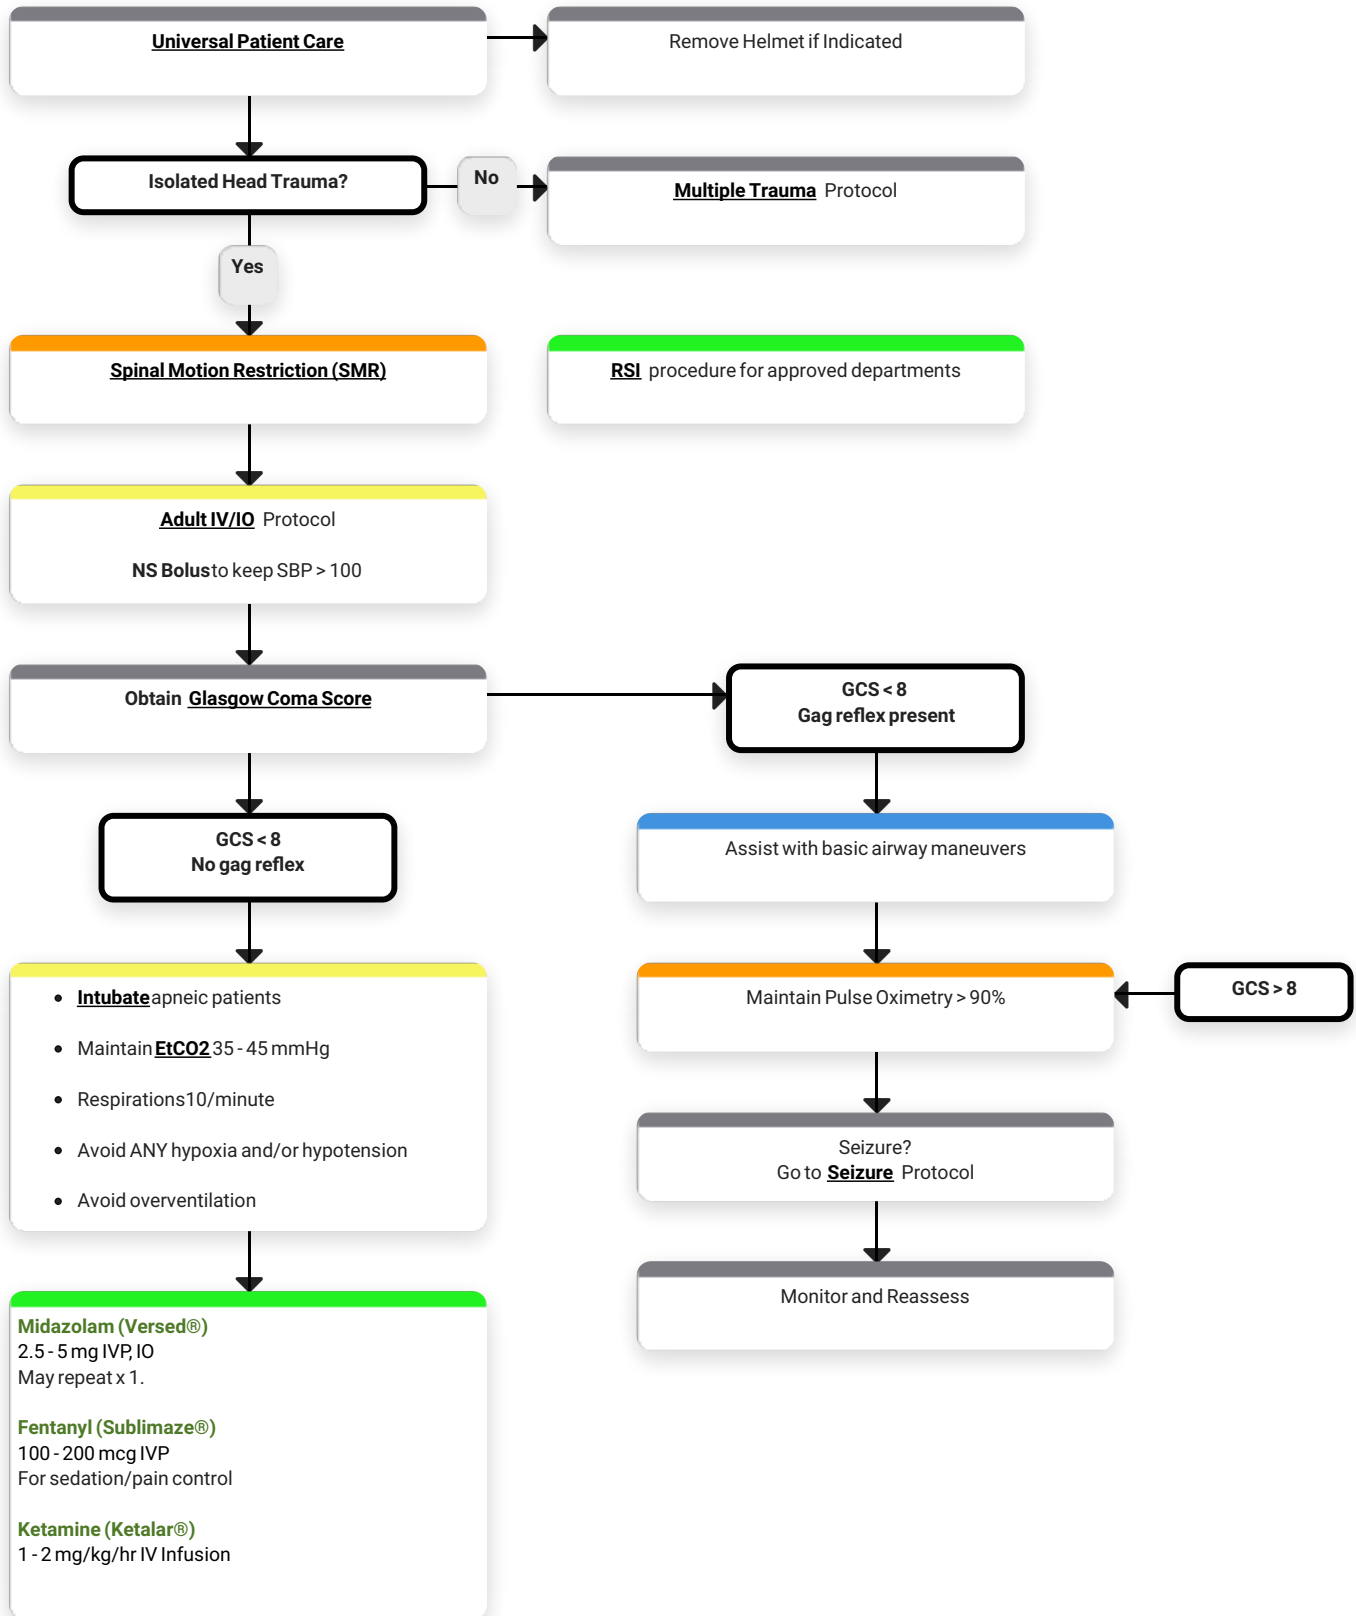 Universal Patient Care
Remove Helmet if Indicated
Isolated Head Trauma?
No
Multiple Trauma Protocol
Yes
Spinal Motion Restriction (SMR)
RSI procedure for approved departments
Adult IV/IO Protocol
NS Bolus to keep SBP > 100
Obtain Glasgow Coma Score
GCS < 8
Gag reflex present
GCS < 8
No gag reflex
Assist with basic airway maneuvers
• Intubate apneic patients
• Maintain EtCO2 35 - 45 mmHg
• Respirations 10/minute
• Avoid ANY hypoxia and/or hypotension
• Avoid overventilation
Maintain Pulse Oximetry > 90%
GCS > 8
Seizure?
Go to Seizure Protocol
Monitor and Reassess
Midazolam (Versed®)
2.5 - 5 mg IVP, IO
May repeat x 1.
Fentanyl (Sublimaze®)
100 - 200 mcg IVP
For sedation/pain control
Ketamine (Ketalar®)
1 - 2 mg/kg/hr IV Infusion